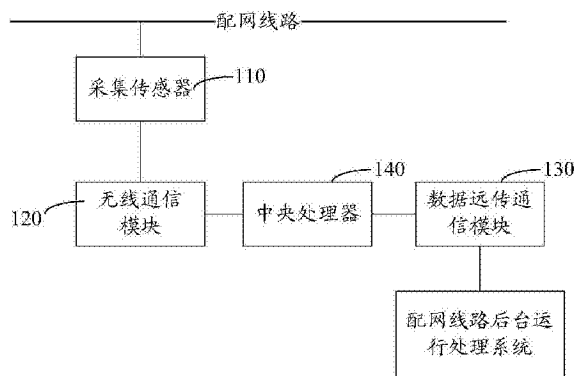 配网线路
采集传感器
110
140
130
120
无线通信
模块
中央处理器
数据远传通
信模块
配网线路后台运
行处理系统